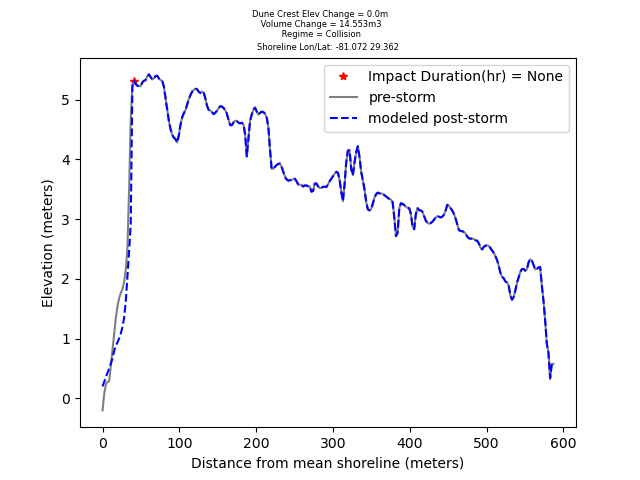 Dune Crest Elev Change = 0.0m
Volume Change = 14.553m3
Regime = Collision
Shoreline Lon/Lat: -81.072 29.362
Impact Duration(hr) = None
pre-storm
modeled post-storm
Elevation (meters)
5
4
3
2
1
0
0 100 200 300 400 500 600
Distance from mean shoreline (meters)